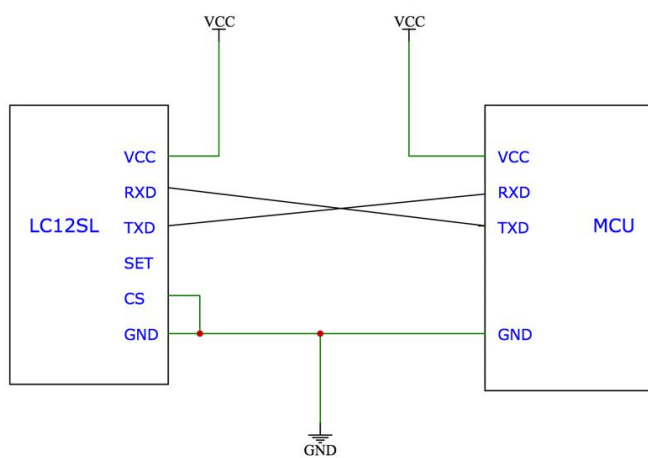 VCC VCC
VCC VCC
RXD RXD
LC12SL TXD TXD MCU
SET
CS
GND GND
GND